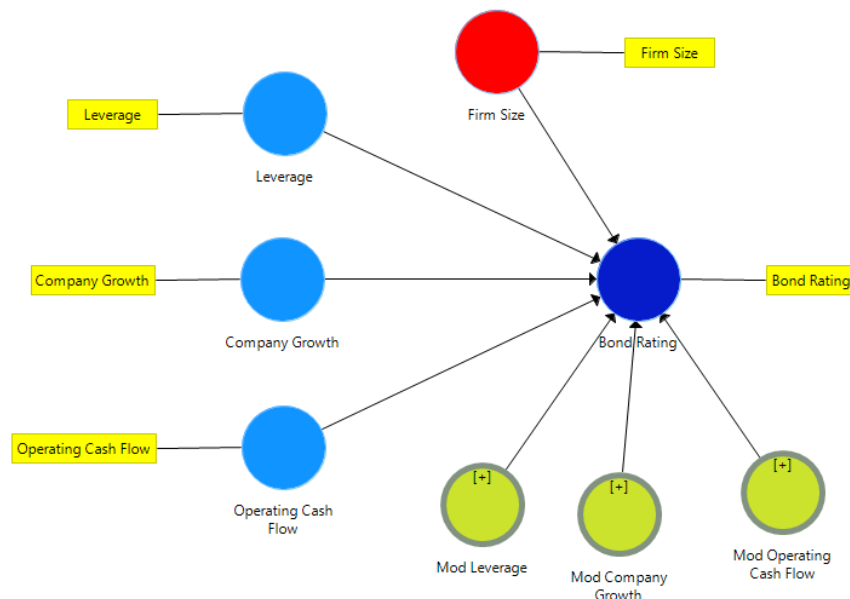 Firm Size
Leverage
Firm Size
Leverage
Company Growth
Bond Rating
Company Growth
Bond Rating
Operating Cash Flow
[+]
[+]
[+]
Operating Cash
Flow
Mod Leverage
Mod Company
Growth
Mod Operating
Cash Flow